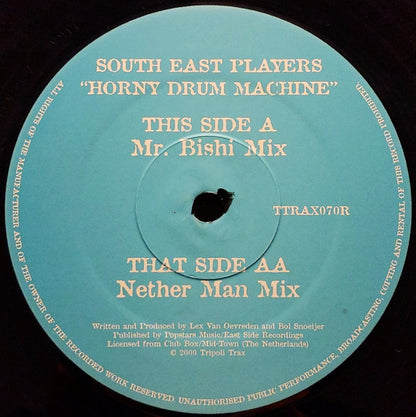 SOUTH EAST PLAYERS
"HORNY DRUM MACHINE"
THIS SIDE A
Mr. Bishi Mix
TTRAX070R
THAT SIDE AA
Nether Man Mix
Written and Produced by Lex Van Oevreden and Bol Snoeijer
Published by Popstars Music/East Side Recordings
Licensed from Club Box/Mid-Town (The Netherlands)
© 2000 Tripoli Trax
ALL RIGHTS OF THE MANUFACTURER AND OF THE OWNER OF THE RECORDED WORK RESERVED. UNAUTHORISED PUBLIC PERFORMANCE, BROADCASTING, COPYING AND RENTAL OF THIS RECORD PROHIBITED